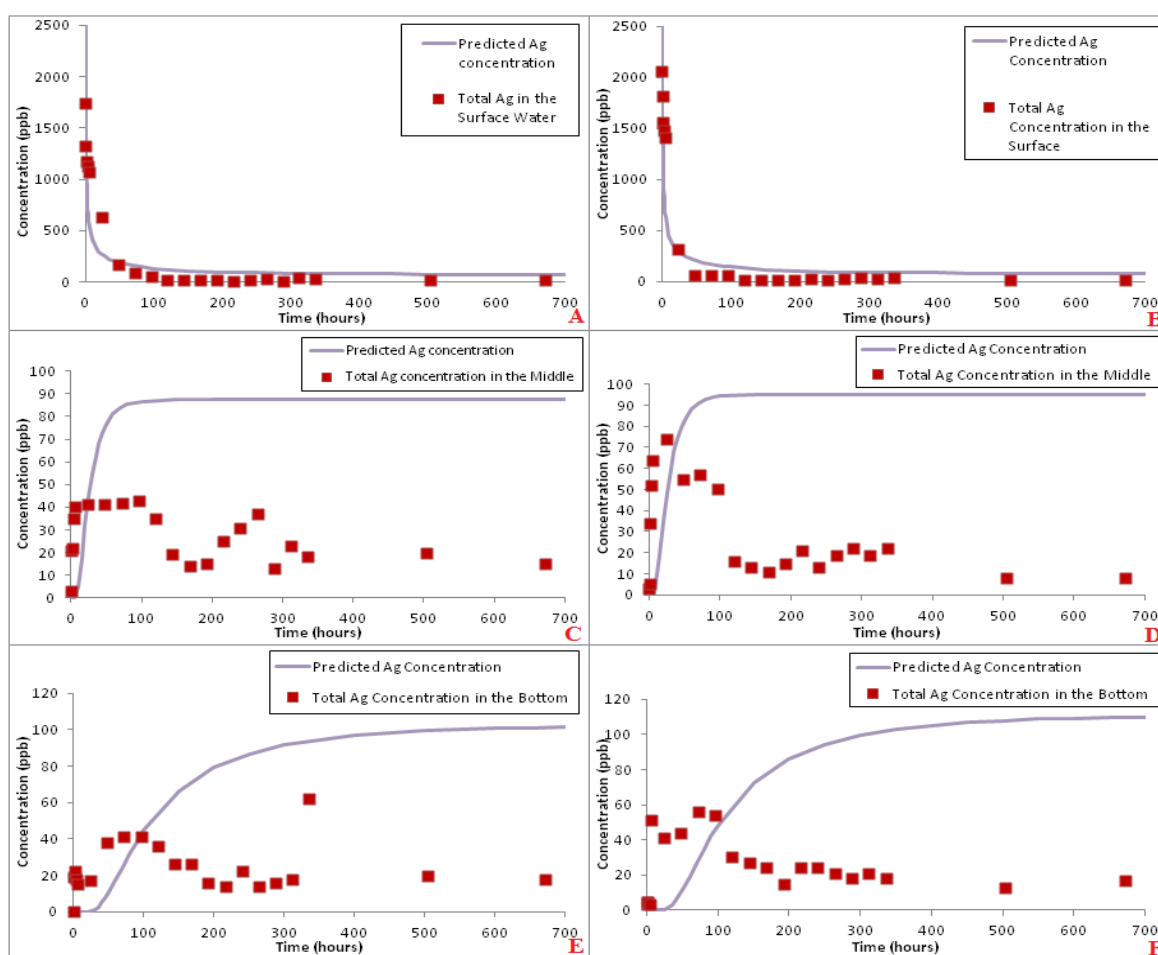 2500
2000
1500
1000
500
0
Concentration (ppb)
Predicted Ag
concentration
Total Ag in the
Surface Water
0 100 200 300 400 500 600 700
Time (hours)
A
2500
2000
1500
1000
500
0
Concentration (ppb)
Predicted Ag
Concentration
Total Ag
Concentration in the
Surface
0 100 200 300 400 500 600 700
Time (hours)
B
Predicted Ag concentration
Total Ag concentration in the Middle
100
90
80
70
60
50
40
30
20
10
0
Concentration (ppb)
0 100 200 300 400 500 600 700
Time (hours)
C
Predicted Ag Concentration
Total Ag Concentration in the Middle
100
90
80
70
60
50
40
30
20
10
0
Concentration (ppb)
0 100 200 300 400 500 600 700
Time (hours)
D
Predicted Ag Concentration
Total Ag Concentration in the Bottom
120
100
80
60
40
20
0
Concentration (ppb)
0 100 200 300 400 500 600 700
Time (hours)
E
Predicted Ag Concentration
Total Ag Concentration in the Bottom
120
100
80
60
40
20
0
Concentration (ppb)
0 100 200 300 400 500 600 700
Time (hours)
F